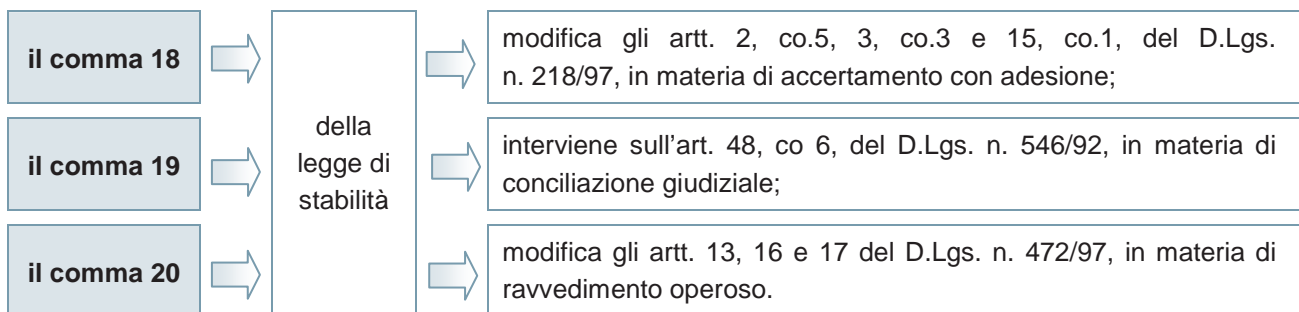 il comma 18
modifica gli artt. 2, co.5, 3, co.3 e 15, co.1, del D.Lgs.
n. 218/97, in materia di accertamento con adesione;
il comma 19
della
legge di
stabilità
interviene sull'art. 48, co 6, del D.Lgs. n. 546/92, in materia di
conciliazione giudiziale;
il comma 20
modifica gli artt. 13, 16 e 17 del D.Lgs. n. 472/97, in materia di
ravvedimento operoso.